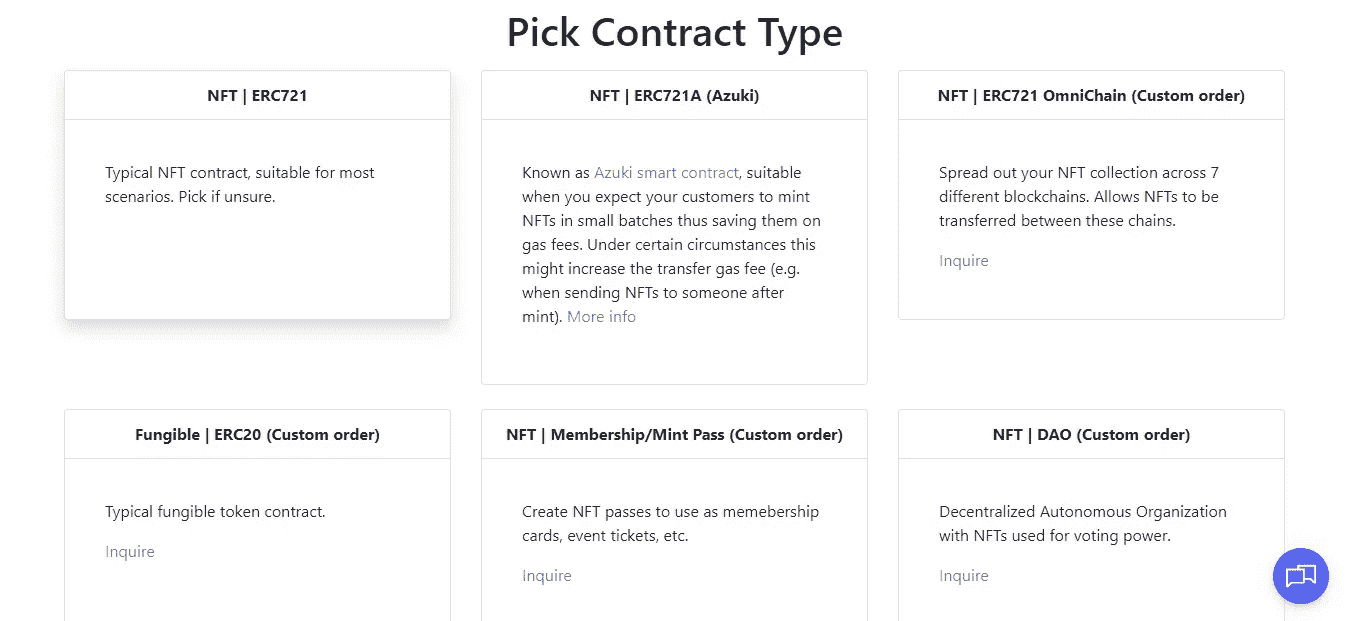 Pick Contract Type
NFT | ERC721
Typical NFT contract, suitable for most
scenarios. Pick if unsure.
NFT | ERC721A (Azuki)
Known as Azuki smart contract, suitable
when you expect your customers to mint
NFTs in small batches thus saving them on
gas fees. Under certain circumstances this
might increase the transfer gas fee (e.g.
when sending NFTs to someone after
mint). More info
NFT | ERC721 OmniChain (Custom order)
Spread out your NFT collection across 7
different blockchains. Allows NFTs to be
transferred between these chains.
Inquire
Fungible | ERC20 (Custom order)
Typical fungible token contract.
Inquire
NFT | Membership/Mint Pass (Custom order)
Create NFT passes to use as memebership
cards, event tickets, etc.
Inquire
NFT | DAO (Custom order)
Decentralized Autonomous Organization
with NFTs used for voting power.
Inquire